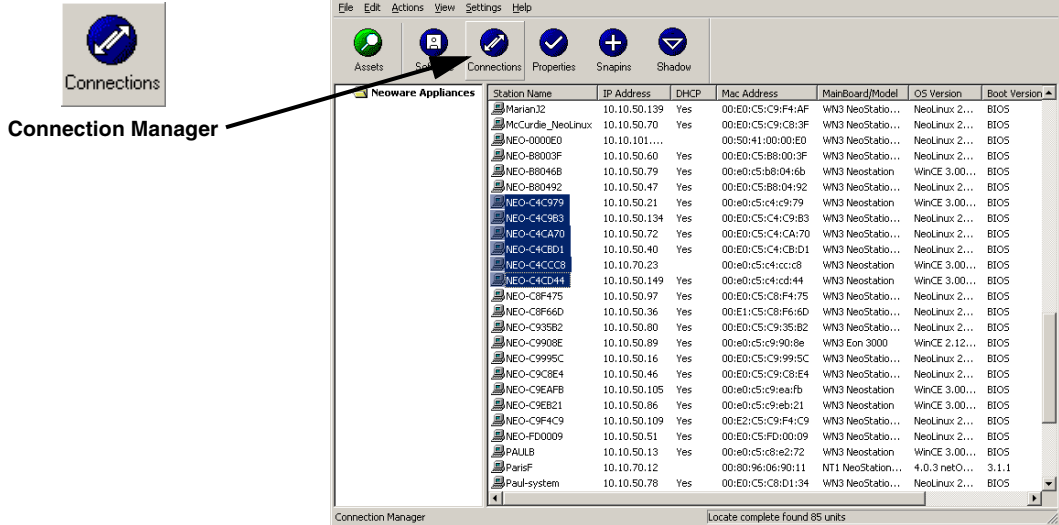 Connections
Connection Manager
File Edit Actions View Settings Help
Assets Connections Properties Snapins Shadow
Neoware Appliances
Station Name IP Address DHCP Mac Address MainBoard/Model OS Version Boot Version
MarianJ2 10.10.50.139 Yes 00:E0:C5:C9:F4:AF WN3 NeoStatio... NeoLinux 2... BIOS
McCurdie_NeoLinux 10.10.50.70 Yes 00:E0:C5:C9:C8:3F WN3 NeoStatio... NeoLinux 2... BIOS
NEO-0000E0 10.10.101.... 00:50:41:00:00:E0 WN3 NeoStatio... NeoLinux 2... BIOS
NEO-B8003F 10.10.50.60 Yes 00:E0:C5:B8:00:3F WN3 NeoStatio... NeoLinux 2... BIOS
NEO-B8046B 10.10.50.79 Yes 00:e0:c5:b8:04:6b WN3 Neostation WinCE 3.00... BIOS
NEO-B80492 10.10.50.47 Yes 00:E0:C5:B8:04:92 WN3 NeoStatio... NeoLinux 2... BIOS
NEO-C4C979 10.10.50.21 Yes 00:e0:c5:c4:c9:79 WN3 Neostation WinCE 3.00... BIOS
NEO-C4C9B3 10.10.50.134 Yes 00:E0:C5:C4:C9:B3 WN3 NeoStatio... NeoLinux 2... BIOS
NEO-C4CA70 10.10.50.72 Yes 00:E0:C5:C4:CA:70 WN3 NeoStatio... NeoLinux 2... BIOS
NEO-C4CBD1 10.10.50.40 Yes 00:E0:C5:C4:CB:D1 WN3 NeoStatio... NeoLinux 2... BIOS
NEO-C4CCC8 10.10.70.23 00:e0:c5:c4:cc:c8 WN3 Neostation WinCE 3.00... BIOS
NEO-C4CD44 10.10.50.149 Yes 00:e0:c5:c4:cd:44 WN3 Neostation WinCE 3.00... BIOS
NEO-C8F475 10.10.50.97 Yes 00:E0:C5:C8:F4:75 WN3 NeoStatio... NeoLinux 2... BIOS
NEO-C8F66D 10.10.50.36 Yes 00:E1:C5:C8:F6:6D WN3 NeoStatio... NeoLinux 2... BIOS
NEO-C935B2 10.10.50.80 Yes 00:E0:C5:C9:35:B2 WN3 NeoStatio... NeoLinux 2... BIOS
NEO-C9908E 10.10.50.89 Yes 00:e0:c5:c9:90:8e WN3 Eon 3000 WinCE 2.12... BIOS
NEO-C9995C 10.10.50.16 Yes 00:E0:C5:C9:99:5C WN3 NeoStatio... NeoLinux 2... BIOS
NEO-C9C8E4 10.10.50.46 Yes 00:E0:C5:C9:C8:E4 WN3 NeoStatio... NeoLinux 2... BIOS
NEO-C9EAFB 10.10.50.105 Yes 00:e0:c5:c9:ea:fb WN3 Neostation WinCE 3.00... BIOS
NEO-C9EB21 10.10.50.86 Yes 00:e0:c5:c9:eb:21 WN3 Neostation WinCE 3.00... BIOS
NEO-C9F4C9 10.10.50.109 Yes 00:E2:C5:C9:F4:C9 WN3 NeoStatio... NeoLinux 2... BIOS
NEO-FD0009 10.10.50.51 Yes 00:E0:C5:FD:00:09 WN3 NeoStatio... NeoLinux 2... BIOS
PAULB 10.10.50.13 Yes 00:e0:c5:c8:e2:72 WN3 Neostation WinCE 3.00... BIOS
ParisF 10.10.70.12 00:80:96:06:90:11 NT1 NeoStation... 4.0.3 netO... 3.1.1
Paul-system 10.10.50.78 Yes 00:E0:C5:C8:D1:34 WN3 NeoStatio... NeoLinux 2... BIOS
Connection Manager Locate complete found 85 units